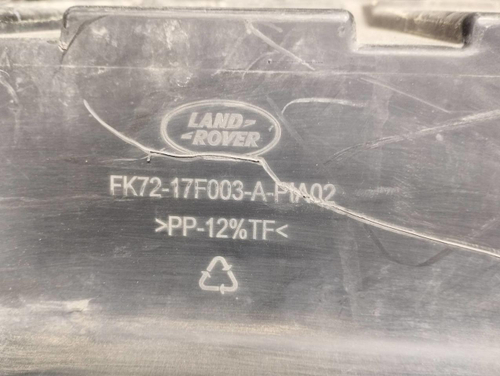 LAND-
-ROVER
FK72-17F003-A-PIA02
>PP-12%TF<